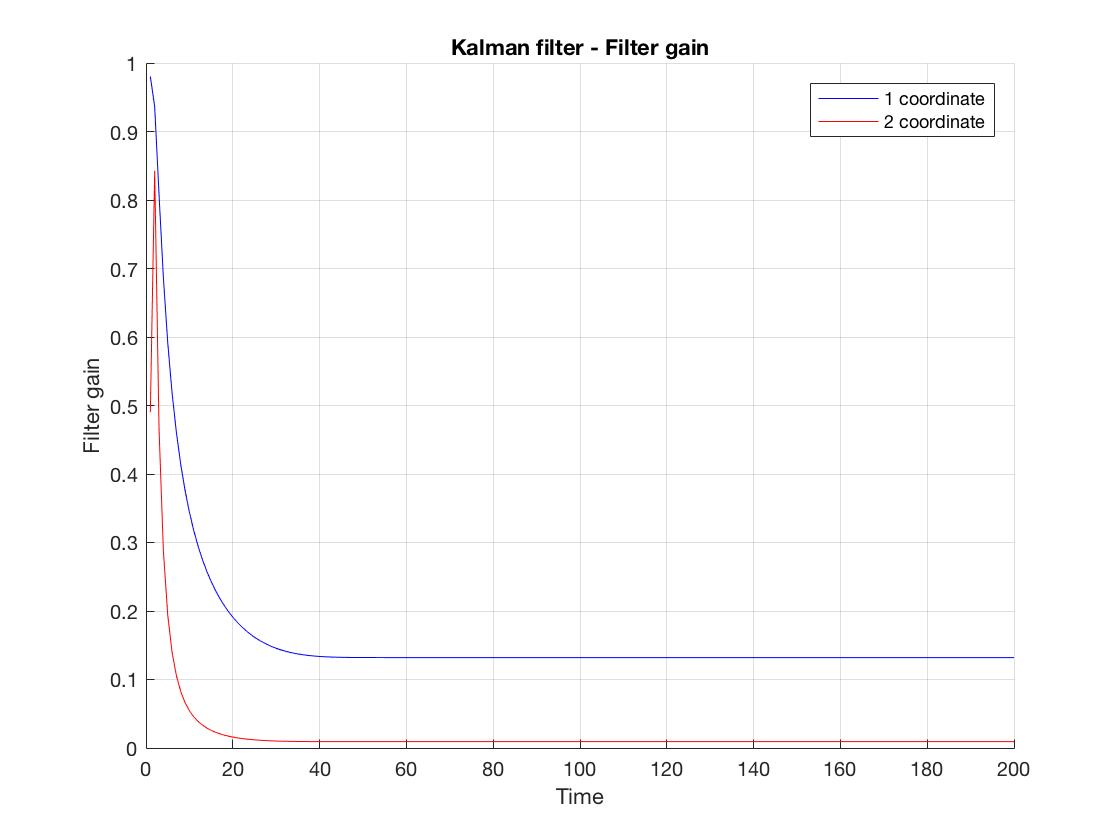 Kalman filter - Filter gain
1 coordinate
2 coordinate
1
0.9
0.8
0.7
0.6
0.5
0.4
0.3
0.2
0.1
0
Filter gain
0 20 40 60 80 100 120 140 160 180 200
Time